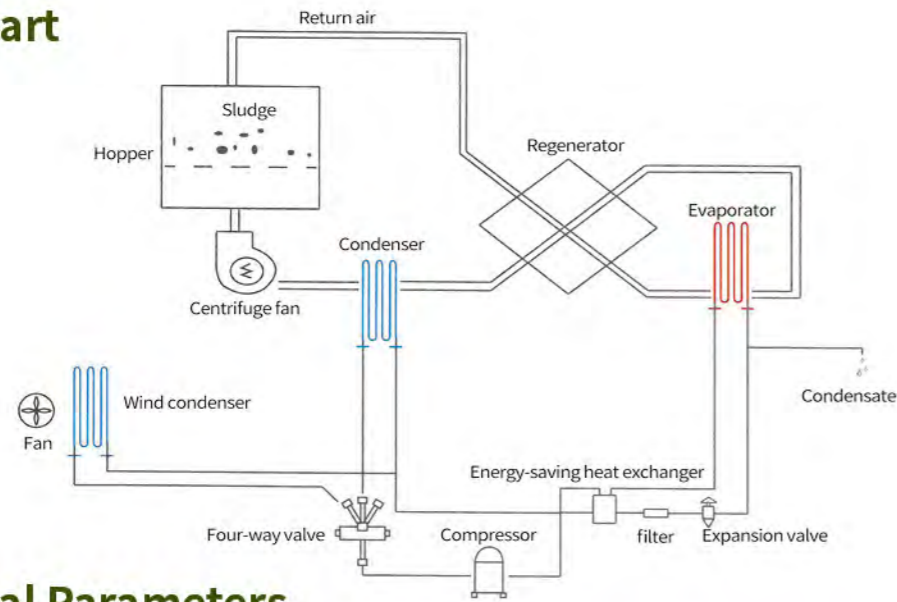 art
Return air
Sludge
Hopper
Regenerator
Evaporator
Condenser
Centrifuge fan
Wind condenser
Condensate
Fan
Energy-saving heat exchanger
Four-way valve
Compressor
filter
Expansion valve
al Parameters